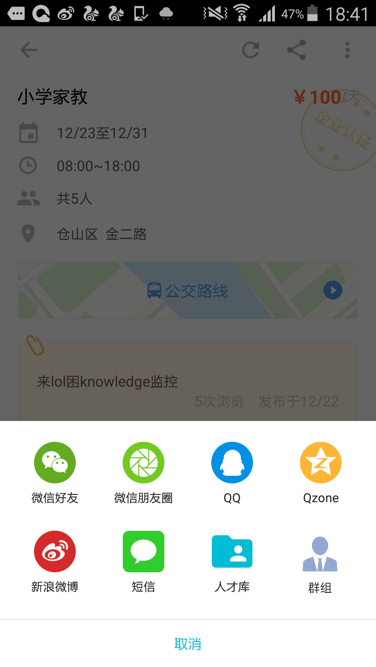 47% 18:41
小学家教
￥100/天
企业认证
12/23至12/31
08:00~18:00
共5人
仓山区 金二路
公交路线
来lol困knowledge监控
5次浏览 发布于12/22
微信好友 微信朋友圈 QQ Qzone
新浪微博 短信 人才库 群组
取消